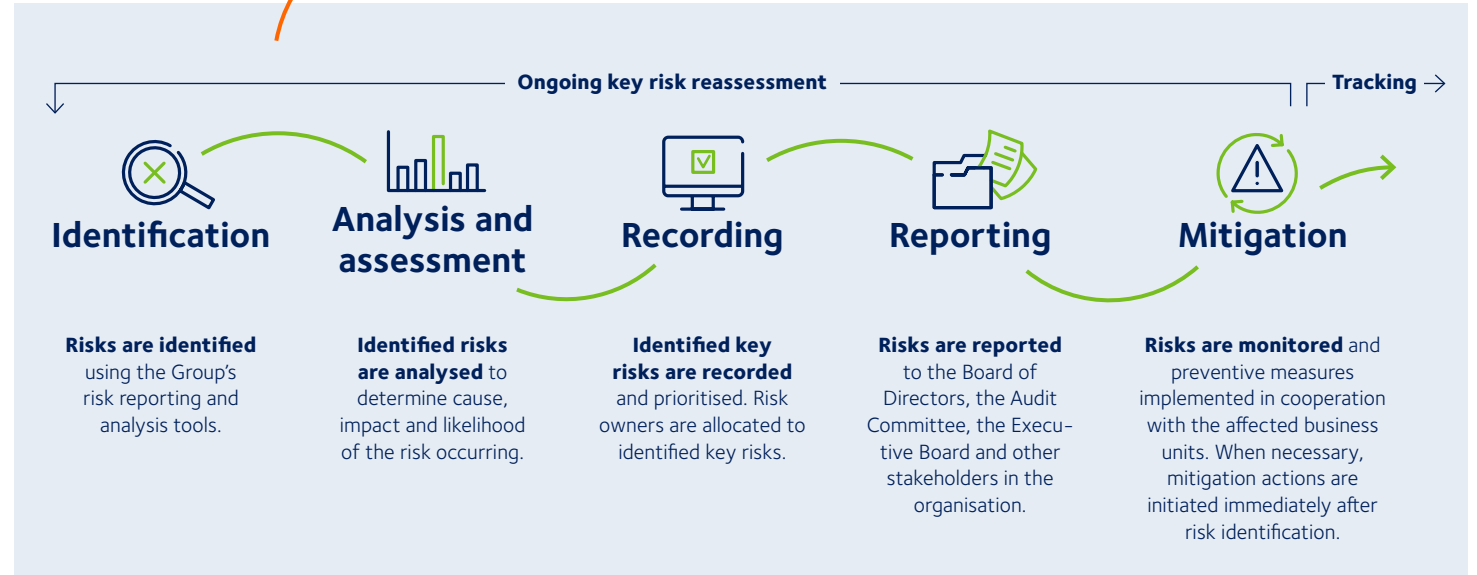 Ongoing key risk reassessment
Tracking
Identification
Analysis and
assessment
Recording
Reporting
Mitigation
Risks are identified
using the Group's
risk reporting and
analysis tools.
Identified risks
are analysed to
determine cause,
impact and likelihood
of the risk occurring.
Identified key
risks are recorded
and prioritised. Risk
owners are allocated to
identified key risks.
Risks are reported
to the Board of
Directors, the Audit
Committee, the Execu-
tive Board and other
stakeholders in the
organisation.
Risks are monitored and
preventive measures
implemented in cooperation
with the affected business
units. When necessary,
mitigation actions are
initiated immediately after
risk identification.